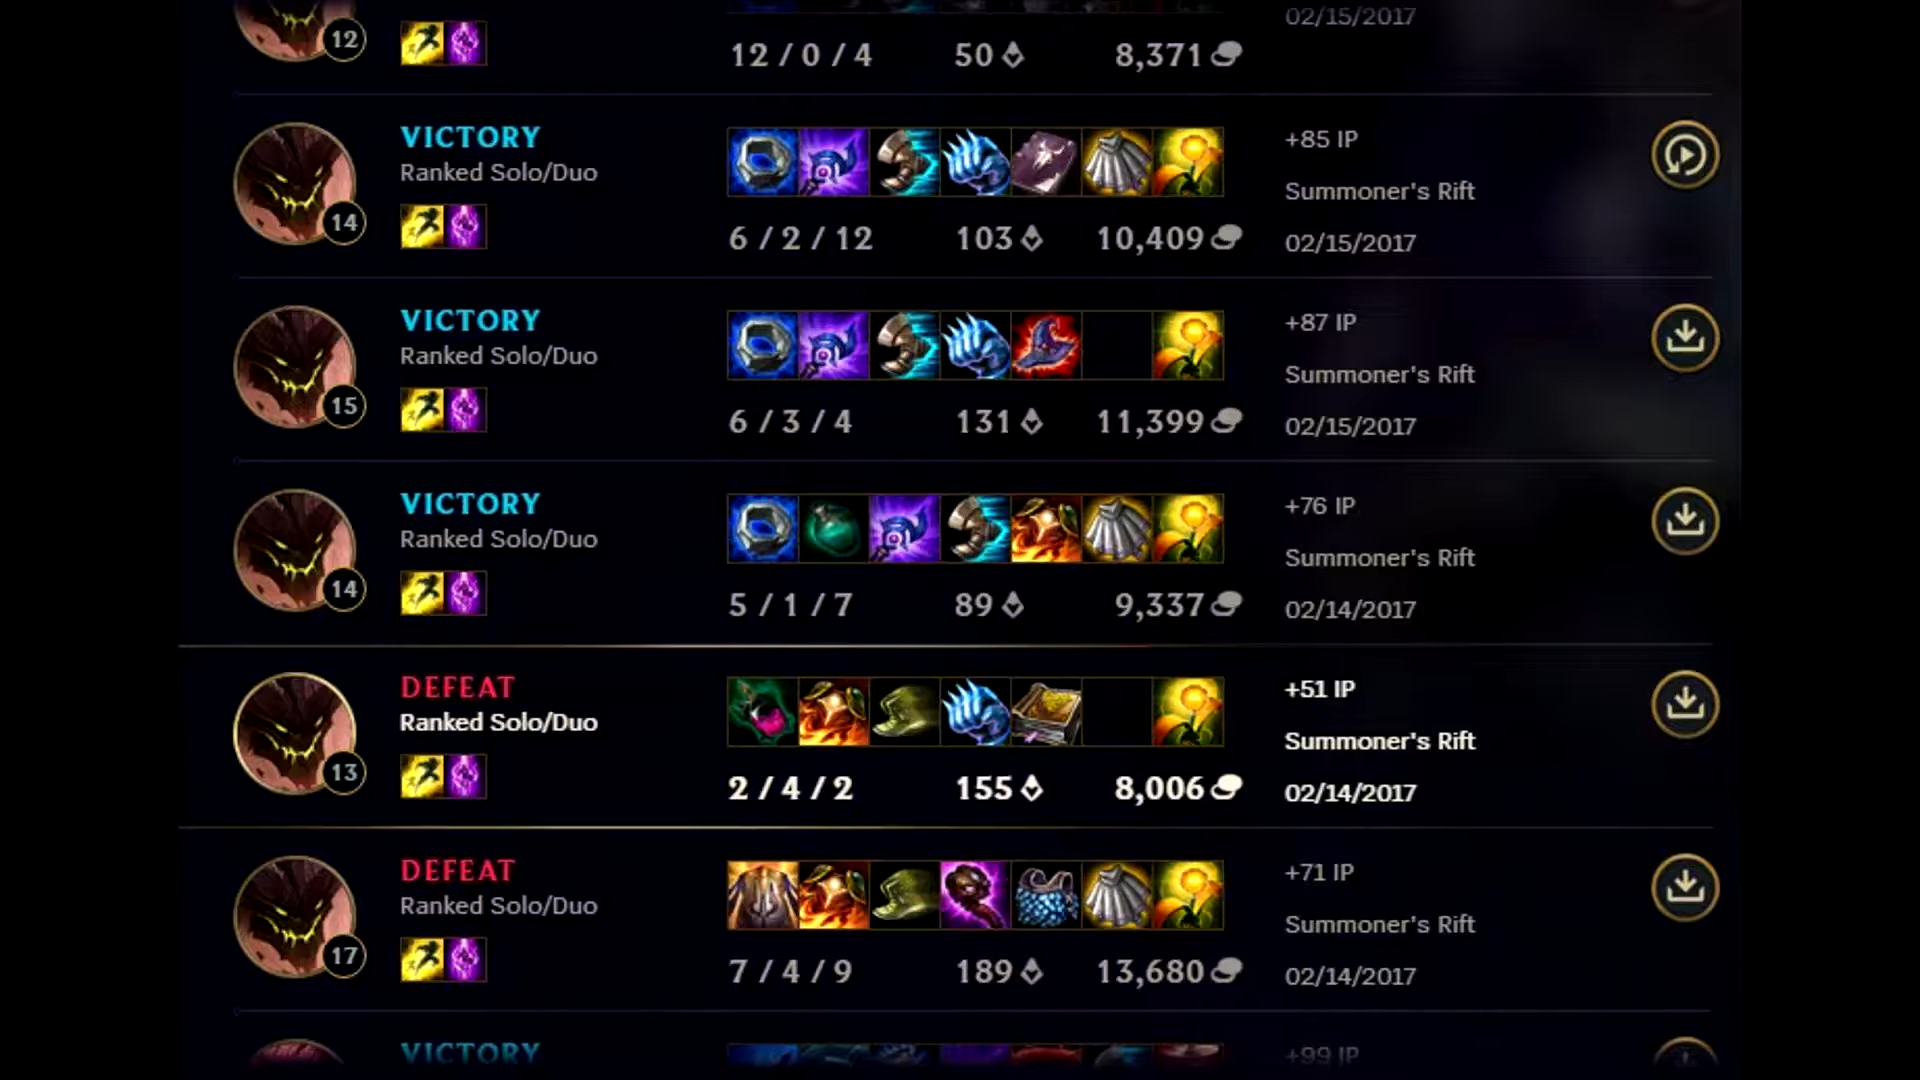 02/15/2017
12
12 / 0 / 4 50 8,371
VICTORY
Ranked Solo/Duo
14
6 / 2 / 12 103 10,409
+85 IP
Summoner's Rift
02/15/2017
VICTORY
Ranked Solo/Duo
15
6 / 3 / 4 131 11,399
+87 IP
Summoner's Rift
02/15/2017
VICTORY
Ranked Solo/Duo
14
5 / 1 / 7 89 9,337
+76 IP
Summoner's Rift
02/14/2017
DEFEAT
Ranked Solo/Duo
13
2 / 4 / 2 155 8,006
+51 IP
Summoner's Rift
02/14/2017
DEFEAT
Ranked Solo/Duo
17
7 / 4 / 9 189 13,680
+71 IP
Summoner's Rift
02/14/2017
VICTORY
+99 IP